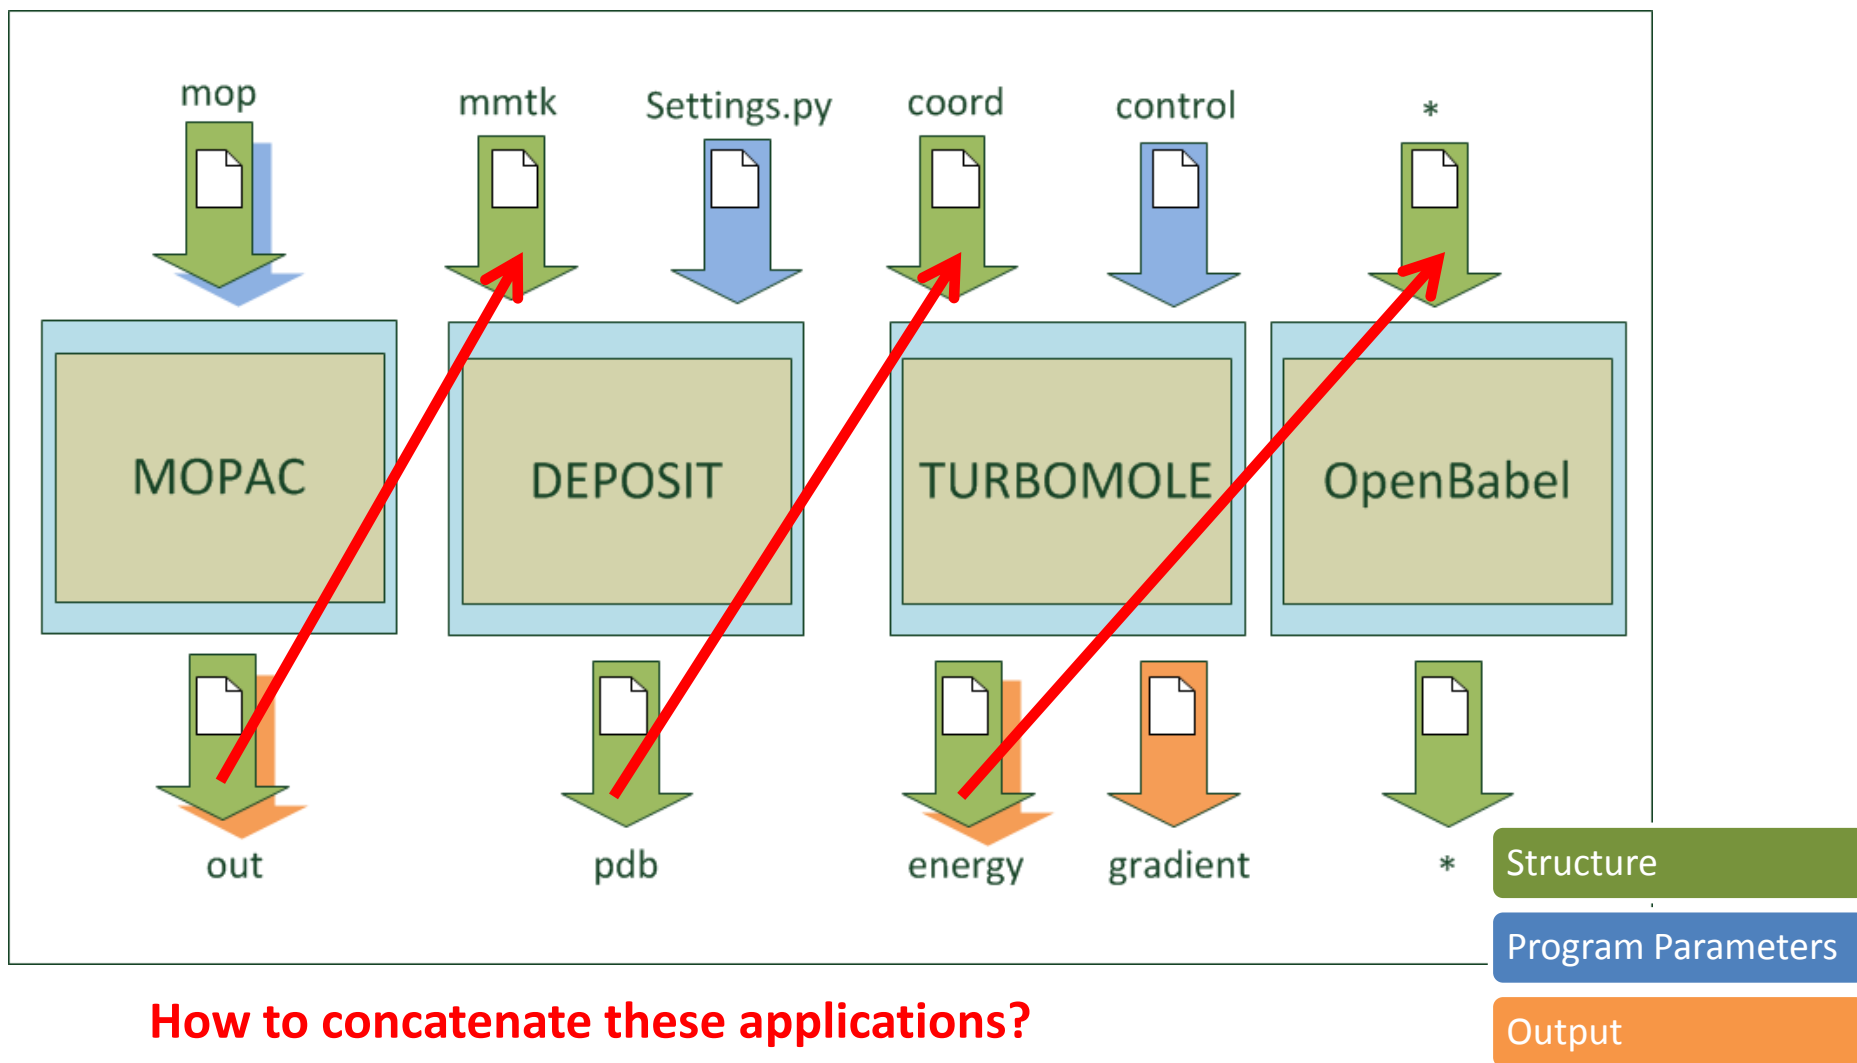 mop
mmtk
Settings.py
coord
control
*
MOPAC
DEPOSIT
TURBOMOLE
OpenBabel
out
pdb
energy
gradient
*
Structure
Program Parameters
Output
How to concatenate these applications?